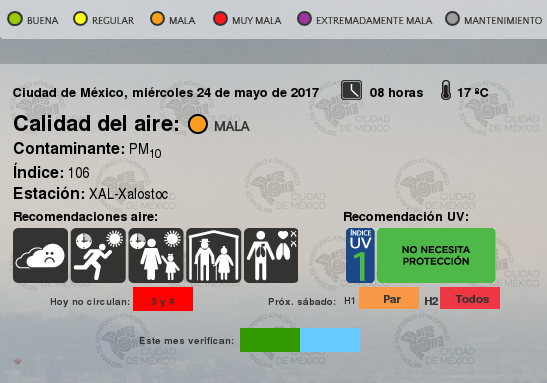 BUENA REGULAR MALA MUY MALA EXTREMADAMENTE MALA MANTENIMIENTO
Ciudad de México, miércoles 24 de mayo de 2017 08 horas 17 ºC
Calidad del aire: MALA
Contaminante: PM10
Índice: 106
Estación: XAL-Xalostoc
Recomendaciones aire: Recomendación UV:
ÍNDICE
UV
1
NO NECESITA
PROTECCIÓN
Hoy no circulan: 3 y 4 Próx. sábado: H1 Par H2 Todos
Este mes verifican:
CIUDAD
DE MÉXICO